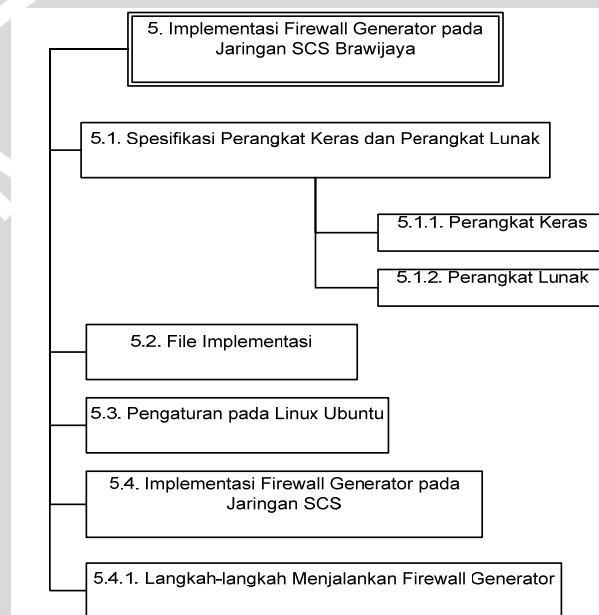 5. Implementasi Firewall Generator pada
Jaringan SCS Brawijaya
5.1. Spesifikasi Perangkat Keras dan Perangkat Lunak
5.1.1. Perangkat Keras
5.1.2. Perangkat Lunak
5.2. File Implementasi
5.3. Pengaturan pada Linux Ubuntu
5.4. Implementasi Firewall Generator pada
Jaringan SCS
5.4.1. Langkah-langkah Menjalankan Firewall Generator